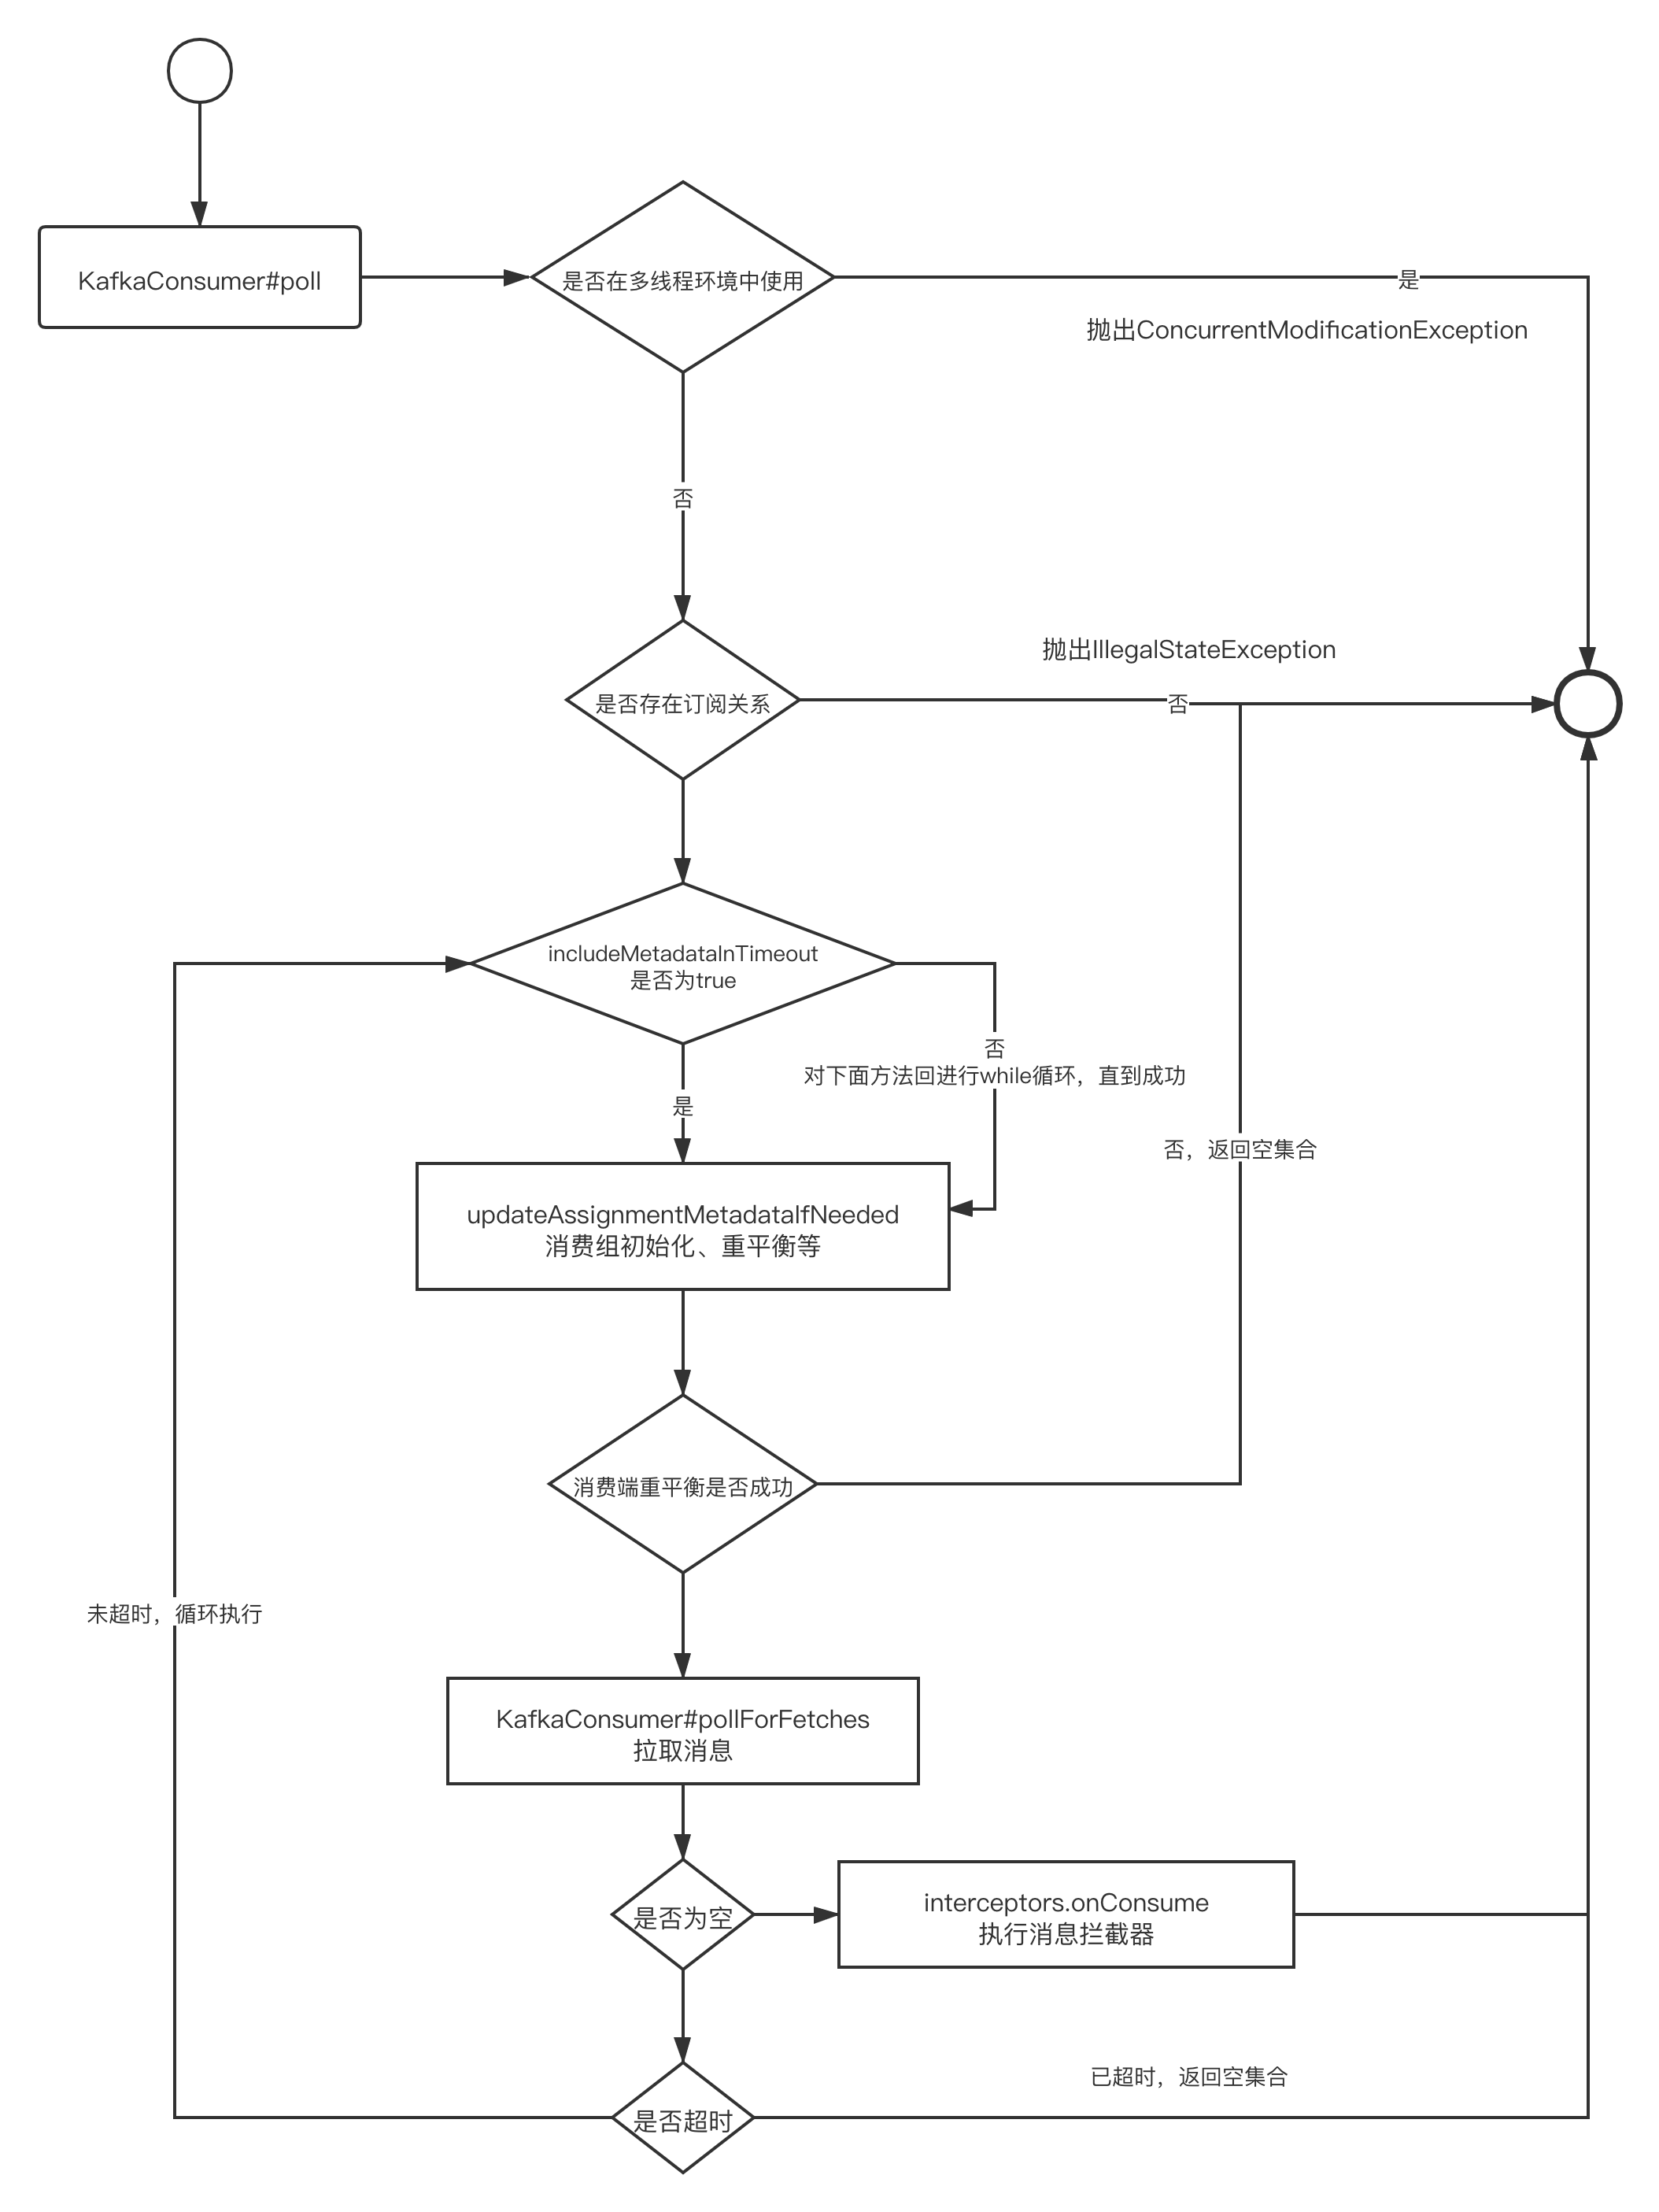 KafkaConsumer#poll
是否在多线程环境中使用
是
抛出ConcurrentModificationException
否
抛出IllegalStateException
是否存在订阅关系
否
includeMetadataInTimeout
是否为true
否
对下面方法回进行while循环，直到成功
是
否，返回空集合
updateAssignmentMetadataIfNeeded
消费组初始化、重平衡等
消费端重平衡是否成功
未超时，循环执行
KafkaConsumer#pollForFetches
拉取消息
是否为空
interceptors.onConsume
执行消息拦截器
已超时，返回空集合
是否超时